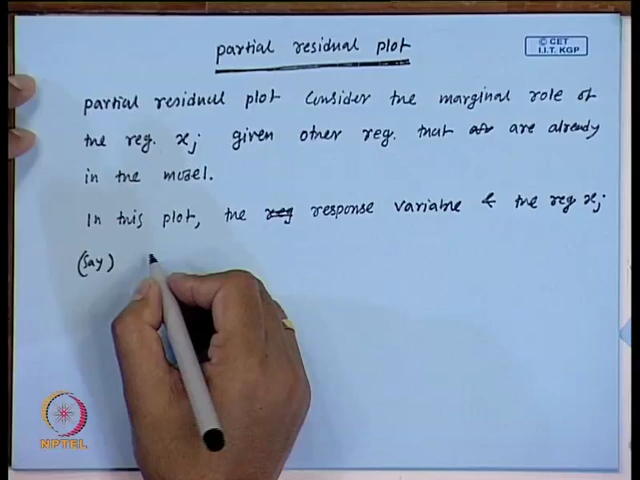 partial residual plot
© CET
I.I.T. KGP
partial residual plot Consider the marginal role of
the reg. xj given other reg. that are already
in the model.
In this plot, the response variable & the reg xj
(say)
NPTEL